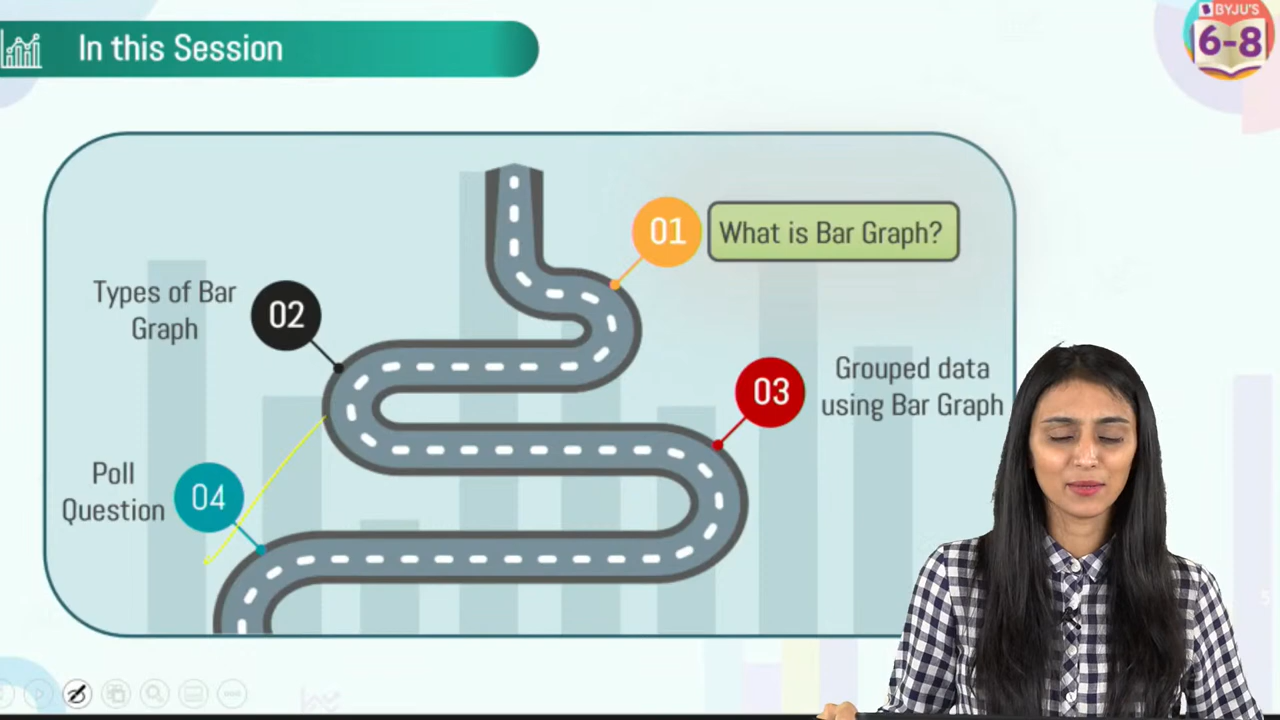 In this Session
BYJU'S
6-8
01
What is Bar Graph?
Types of Bar
Graph
02
03
Grouped data
using Bar Graph
Poll
Question
04
5